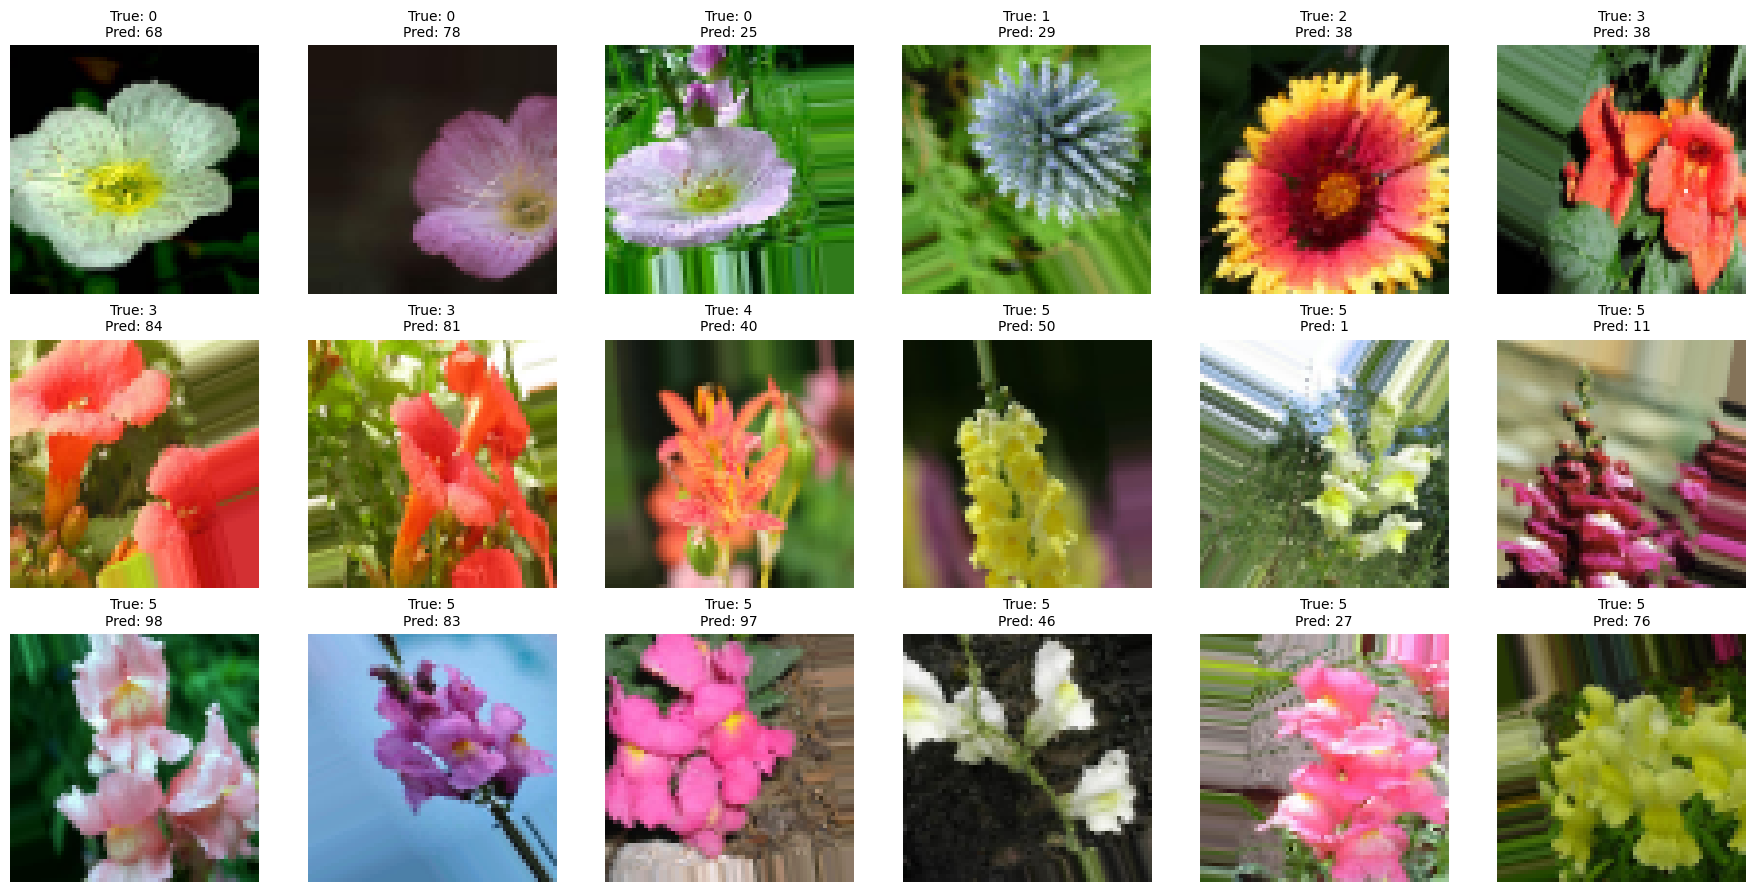 True: 0
Pred: 68
True: 0
Pred: 78
True: 0
Pred: 25
True: 1
Pred: 29
True: 2
Pred: 38
True: 3
Pred: 38
True: 3
Pred: 84
True: 3
Pred: 81
True: 4
Pred: 40
True: 5
Pred: 50
True: 5
Pred: 1
True: 5
Pred: 11
True: 5
Pred: 98
True: 5
Pred: 83
True: 5
Pred: 97
True: 5
Pred: 46
True: 5
Pred: 27
True: 5
Pred: 76